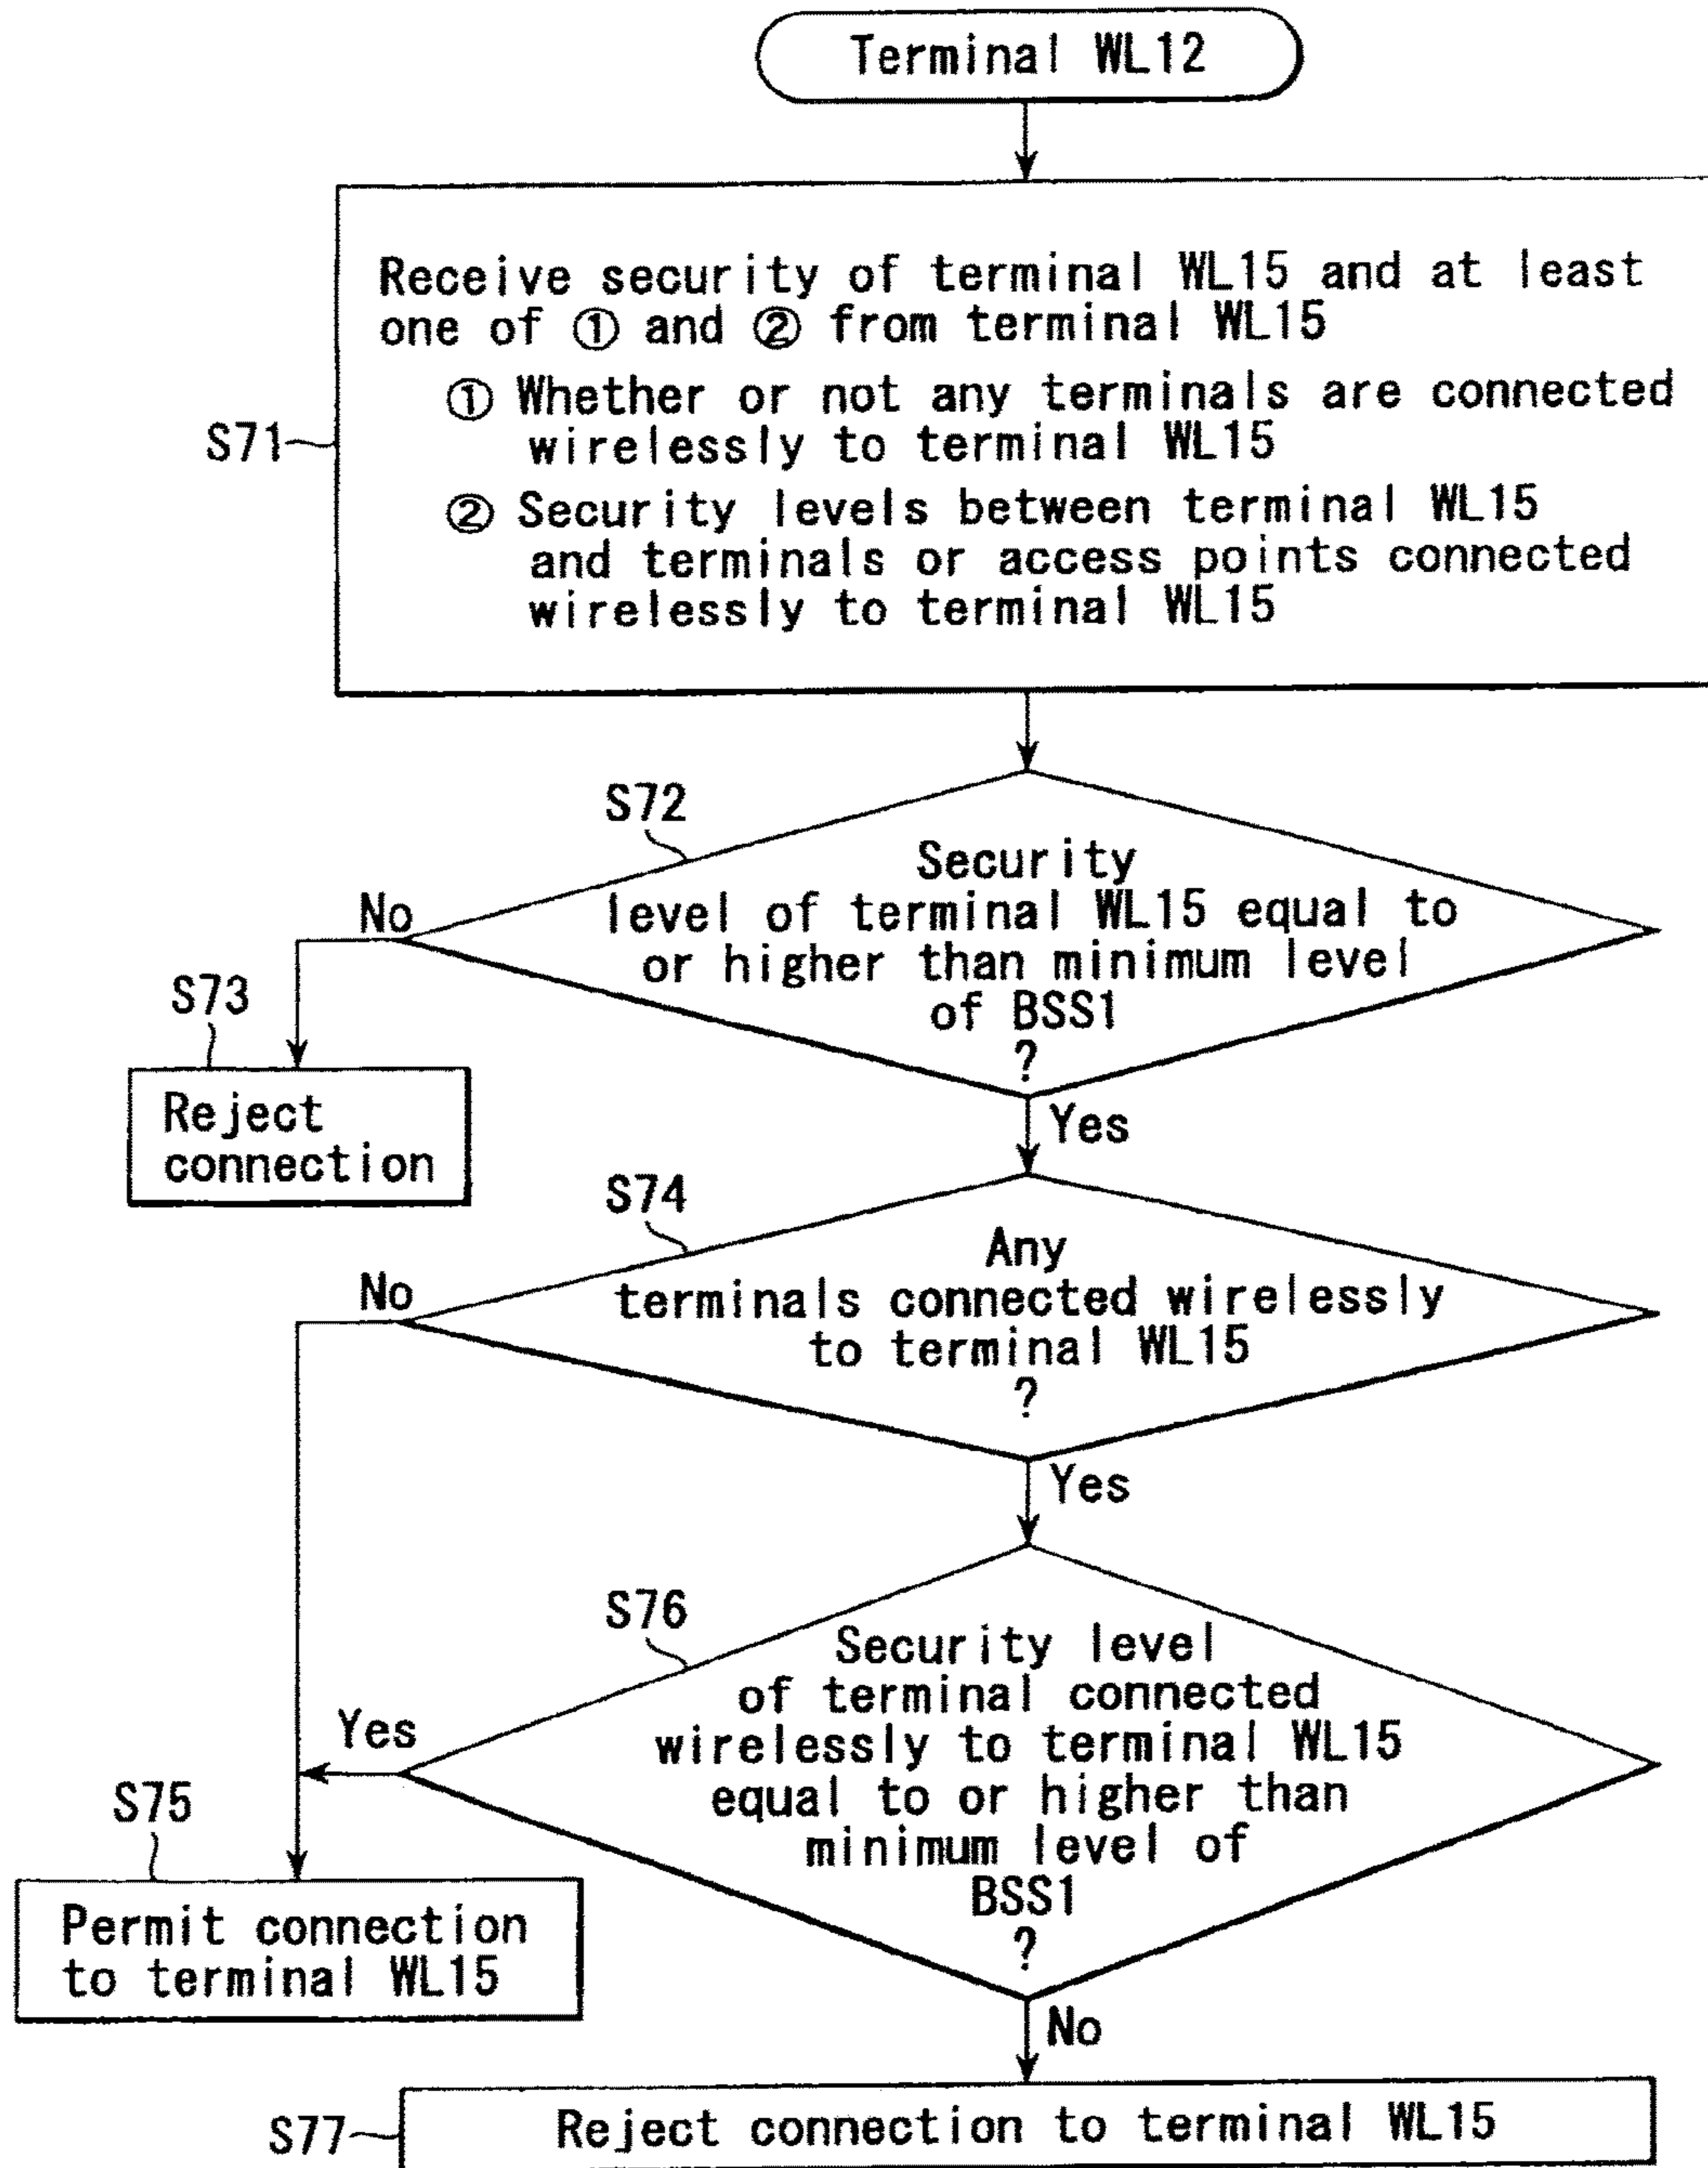 Terminal WL12
Receive security of terminal WL15 and at least
one of ① and ② from terminal WL15
① Whether or not any terminals are connected
wirelessly to terminal WL15
S71
② Security levels between terminal WL15
and terminals or access points connected
wirelessly to terminal WL15
S72
Security
level of terminal WL15 equal to
or higher than minimum level
of BSS1
?
No
S73
Reject
connection
Yes
S74
Any
terminals connected wirelessly
to terminal WL15
?
No
Yes
S76
Security level
of terminal connected
wirelessly to terminal WL15
equal to or higher than
minimum level of
BSS1
?
Yes
S75
Permit connection
to terminal WL15
No
S77
Reject connection to terminal WL15